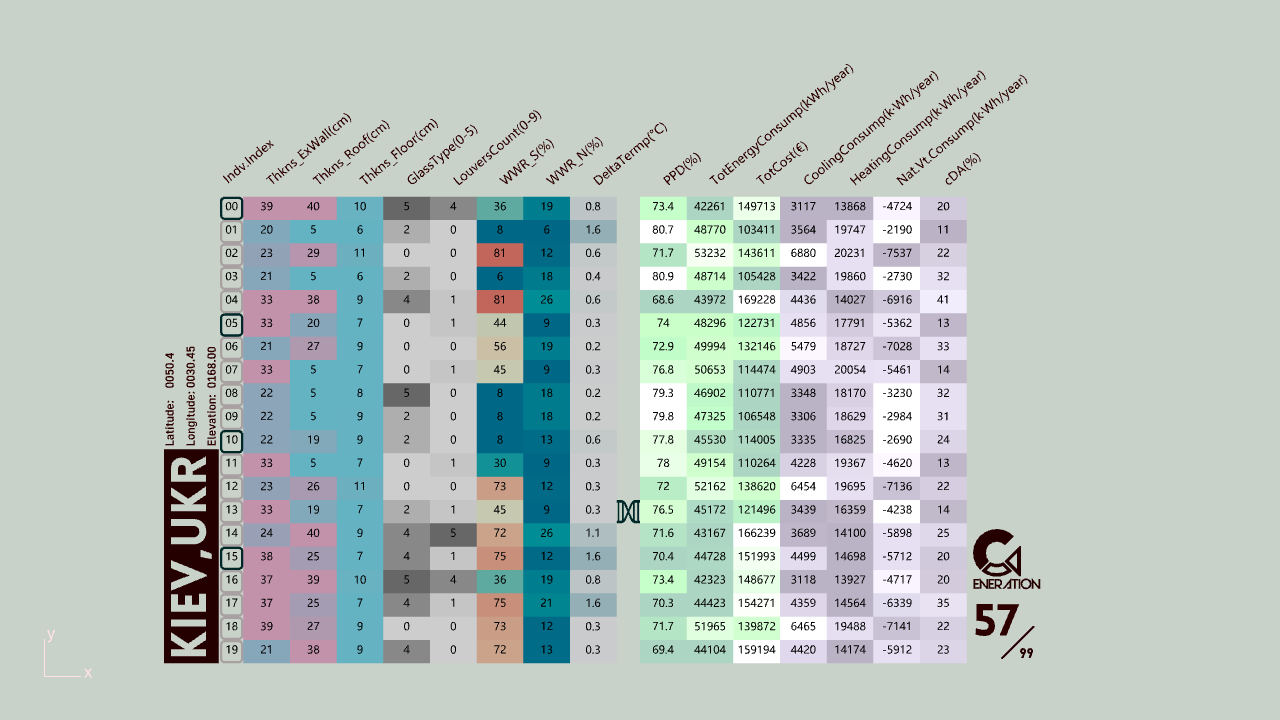 Indv.Index Thkns_ExWall(cm) Thkns_Roof(cm) Thkns_Floor(cm) GlassType(0-5) LouversCount(0-9) WWR_S(%) WWR_N(%) DeltaTermp(°C) PPD(%) TotEnergyConsump(kWh/year) TotCost(€) CoolingConsump(k·Wh/year) HeatingConsump(k·Wh/year) Nat.Vt.Consump(k·Wh/year) cDA(%)
00 39 40 10 5 4 36 19 0.8 73.4 42261 149713 3117 13868 -4724 20
01 20 5 6 2 0 8 6 1.6 80.7 48770 103411 3564 19747 -2190 11
02 23 29 11 0 0 81 12 0.6 71.7 53232 143611 6880 20231 -7537 22
03 21 5 6 2 0 6 18 0.4 80.9 48714 105428 3422 19860 -2730 32
04 33 38 9 4 1 81 26 0.6 68.6 43972 169228 4436 14027 -6916 41
05 33 20 7 0 1 44 9 0.3 74 48296 122731 4856 17791 -5362 13
06 21 27 9 0 0 56 19 0.2 72.9 49994 132146 5479 18727 -7028 33
07 33 5 7 0 1 45 9 0.3 76.8 50653 114474 4903 20054 -5461 14
08 22 5 8 5 0 8 18 0.2 79.3 46902 110771 3348 18170 -3230 32
09 22 5 9 2 0 8 18 0.2 79.8 47325 106548 3306 18629 -2984 31
10 22 19 9 2 0 8 13 0.6 77.8 45530 114005 3335 16825 -2690 24
11 33 5 7 0 1 30 9 0.3 78 49154 110264 4228 19367 -4620 13
12 23 26 11 0 0 73 12 0.3 72 52162 138620 6454 19695 -7136 22
13 33 19 7 2 1 45 9 0.3 76.5 45172 121496 3439 16359 -4238 14
14 24 40 9 4 5 72 26 1.1 71.6 43167 166239 3689 14100 -5898 25
15 38 25 7 4 1 75 12 1.6 70.4 44728 151993 4499 14698 -5712 20
16 37 39 10 5 4 36 19 0.8 73.4 42323 148677 3118 13927 -4717 20
17 37 25 7 4 1 75 21 1.6 70.3 44423 154271 4359 14564 -6339 35
18 39 27 9 0 0 73 12 0.3 71.7 51965 139872 6465 19488 -7141 22
19 21 38 9 4 0 72 13 0.3 69.4 44104 159194 4420 14174 -5912 23
Latitude: 0050.4
Longitude: 0030.45
Elevation: 0168.00
KIEV,UKR
GENERATION
57/99
y
x